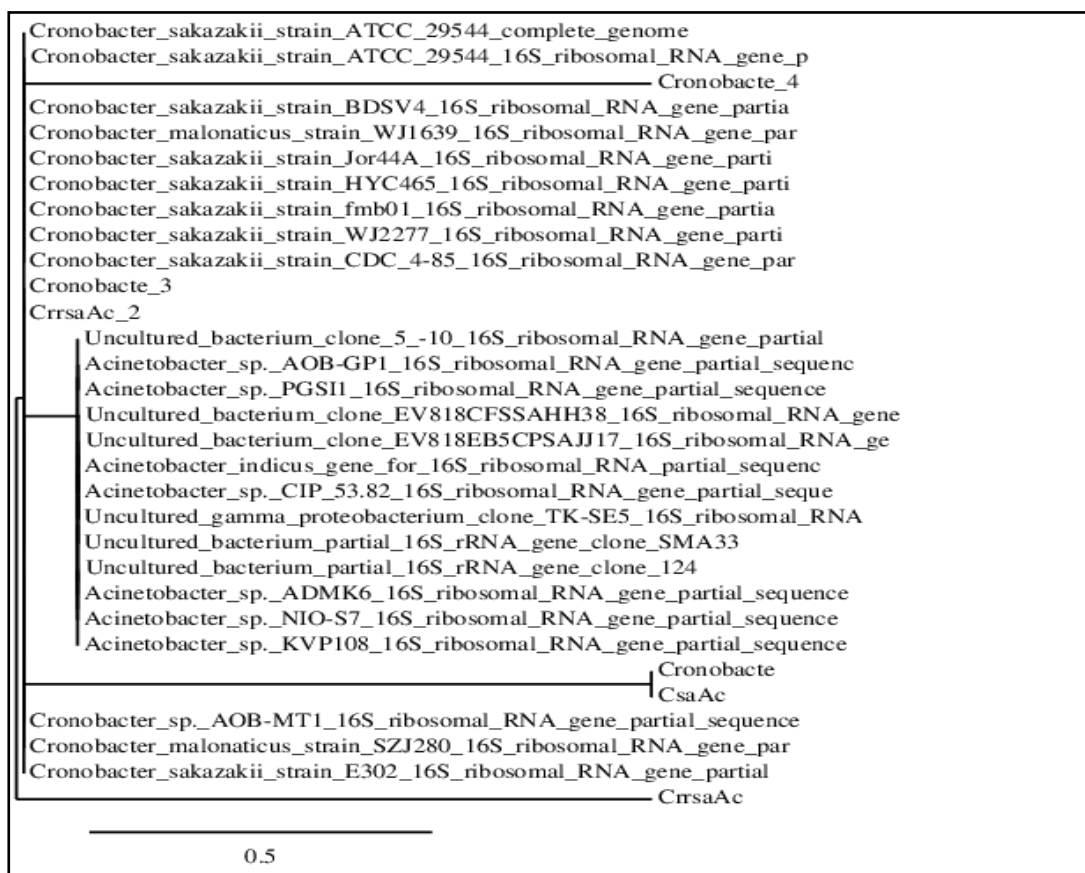 Cronobacter_sakazakii_strain_ATCC_29544_complete_genome
Cronobacter_sakazakii_strain_ATCC_29544_16S_ribosomal_RNA_gene_p
Cronobacte_4
Cronobacter_sakazakii_strain_BDSV4_16S_ribosomal_RNA_gene_partia
Cronobacter_malonaticus_strain_WJ1639_16S_ribosomal_RNA_gene_par
Cronobacter_sakazakii_strain_Jor44A_16S_ribosomal_RNA_gene_parti
Cronobacter_sakazakii_strain_HYC465_16S_ribosomal_RNA_gene_parti
Cronobacter_sakazakii_strain_fmb01_16S_ribosomal_RNA_gene_partia
Cronobacter_sakazakii_strain_WJ2277_16S_ribosomal_RNA_gene_parti
Cronobacter_sakazakii_strain_CDC_4-85_16S_ribosomal_RNA_gene_par
Cronobacte_3
CrrsaAc_2
Uncultured_bacterium_clone_5_-10_16S_ribosomal_RNA_gene_partial
Acinetobacter_sp._AOB-GP1_16S_ribosomal_RNA_gene_partial_sequenc
Acinetobacter_sp._PGSI1_16S_ribosomal_RNA_gene_partial_sequence
Uncultured_bacterium_clone_EV818CFSSAHH38_16S_ribosomal_RNA_gene
Uncultured_bacterium_clone_EV818EB5CPSAJJ17_16S_ribosomal_RNA_ge
Acinetobacter_indicus_gene_for_16S_ribosomal_RNA_partial_sequenc
Acinetobacter_sp._CIP_53.82_16S_ribosomal_RNA_gene_partial_seque
Uncultured_gamma_proteobacterium_clone_TK-SE5_16S_ribosomal_RNA
Uncultured_bacterium_partial_16S_rRNA_gene_clone_SMA33
Uncultured_bacterium_partial_16S_rRNA_gene_clone_124
Acinetobacter_sp._ADMK6_16S_ribosomal_RNA_gene_partial_sequence
Acinetobacter_sp._NIO-S7_16S_ribosomal_RNA_gene_partial_sequence
Acinetobacter_sp._KVP108_16S_ribosomal_RNA_gene_partial_sequence
Cronobacte
CsaAc
Cronobacter_sp._AOB-MT1_16S_ribosomal_RNA_gene_partial_sequence
Cronobacter_malonaticus_strain_SZJ280_16S_ribosomal_RNA_gene_par
Cronobacter_sakazakii_strain_E302_16S_ribosomal_RNA_gene_partial
CrrsaAc
0.5